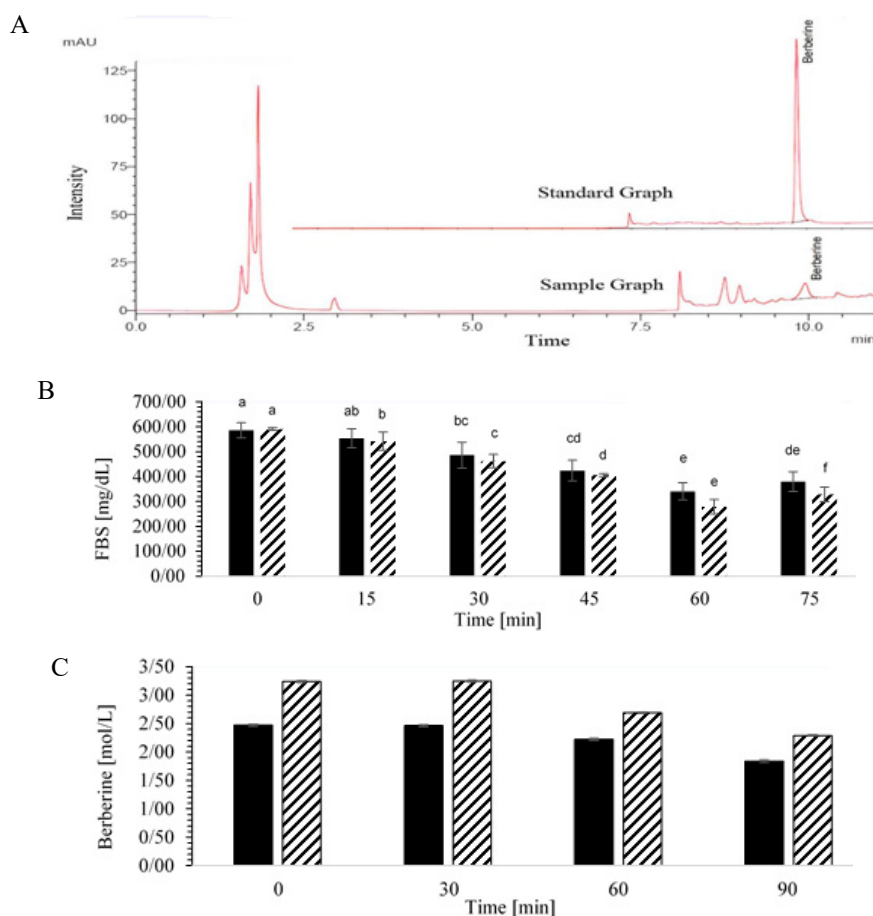 A
mAU
Intensity
125
100
75
50
25
0
Berberine
Standard Graph
Berberine
Sample Graph
0.0
2.5
7.5
10.0
Time
min
B
FBS [mg/dL]
700/00
600/00
500/00
400/00
300/00
200/00
100/00
0/00
a
a
ab
b
bc
c
cd
d
e
e
de
f
0
15
30
45
60
75
Time [min]
C
Berberine [mol/L]
3/50
3/00
2/50
2/00
1/50
1/00
0/50
0/00
0
30
60
90
Time [min]